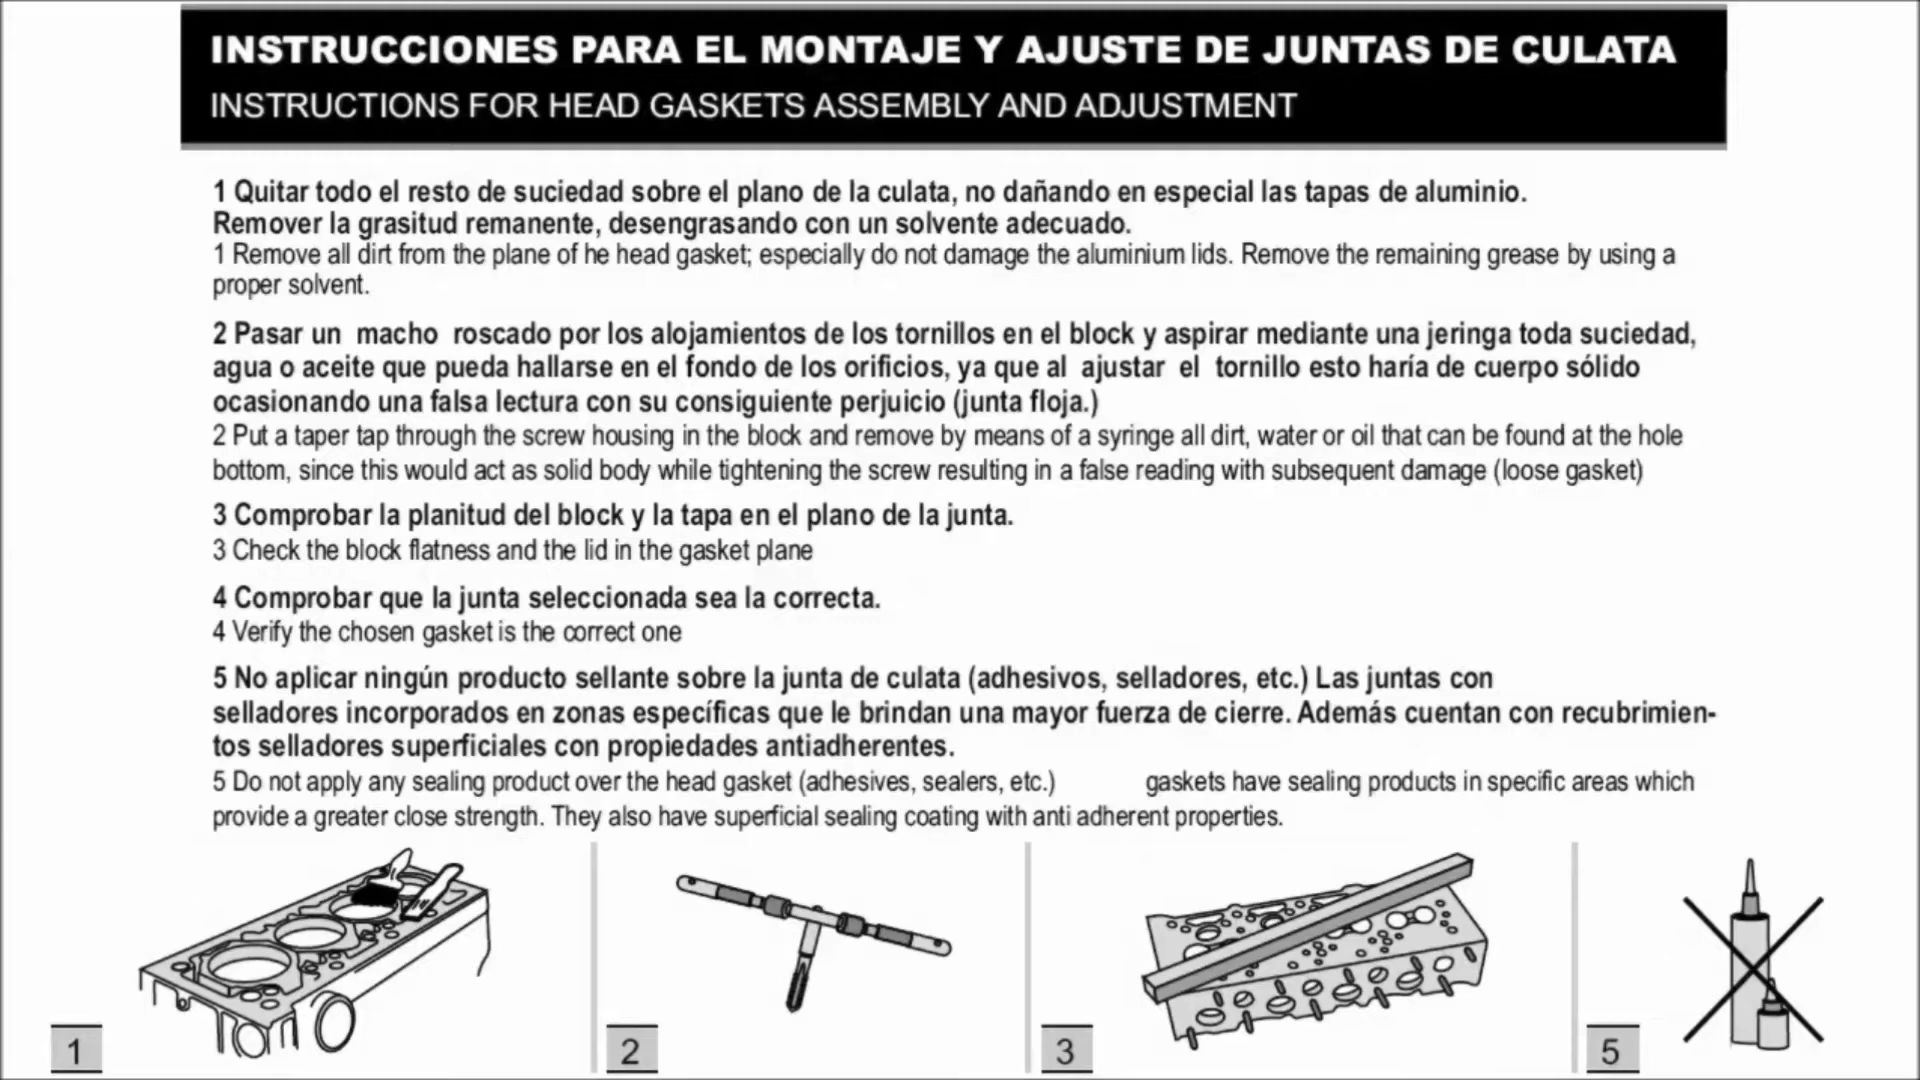 INSTRUCCIONES PARA EL MONTAJE Y AJUSTE DE JUNTAS DE CULATA
INSTRUCTIONS FOR HEAD GASKETS ASSEMBLY AND ADJUSTMENT
1 Quitar todo el resto de suciedad sobre el plano de la culata, no dañando en especial las tapas de aluminio.
Remover la grasitud remanente, desengrasando con un solvente adecuado.
1 Remove all dirt from the plane of he head gasket; especially do not damage the aluminium lids. Remove the remaining grease by using a
proper solvent.
2 Pasar un macho roscado por los alojamientos de los tornillos en el block y aspirar mediante una jeringa toda suciedad,
agua o aceite que pueda hallarse en el fondo de los orificios, ya que al ajustar el tornillo esto haría de cuerpo sólido
ocasionando una falsa lectura con su consiguiente perjuicio (junta floja.)
2 Put a taper tap through the screw housing in the block and remove by means of a syringe all dirt, water or oil that can be found at the hole
bottom, since this would act as solid body while tightening the screw resulting in a false reading with subsequent damage (loose gasket)
3 Comprobar la planitud del block y la tapa en el plano de la junta.
3 Check the block flatness and the lid in the gasket plane
4 Comprobar que la junta seleccionada sea la correcta.
4 Verify the chosen gasket is the correct one
5 No aplicar ningún producto sellante sobre la junta de culata (adhesivos, selladores, etc.) Las juntas con
selladores incorporados en zonas específicas que le brindan una mayor fuerza de cierre. Además cuentan con recubrimien-
tos selladores superficiales con propiedades antiadherentes.
5 Do not apply any sealing product over the head gasket (adhesives, sealers, etc.) gaskets have sealing products in specific areas which
provide a greater close strength. They also have superficial sealing coating with anti adherent properties.
1
2
3
5